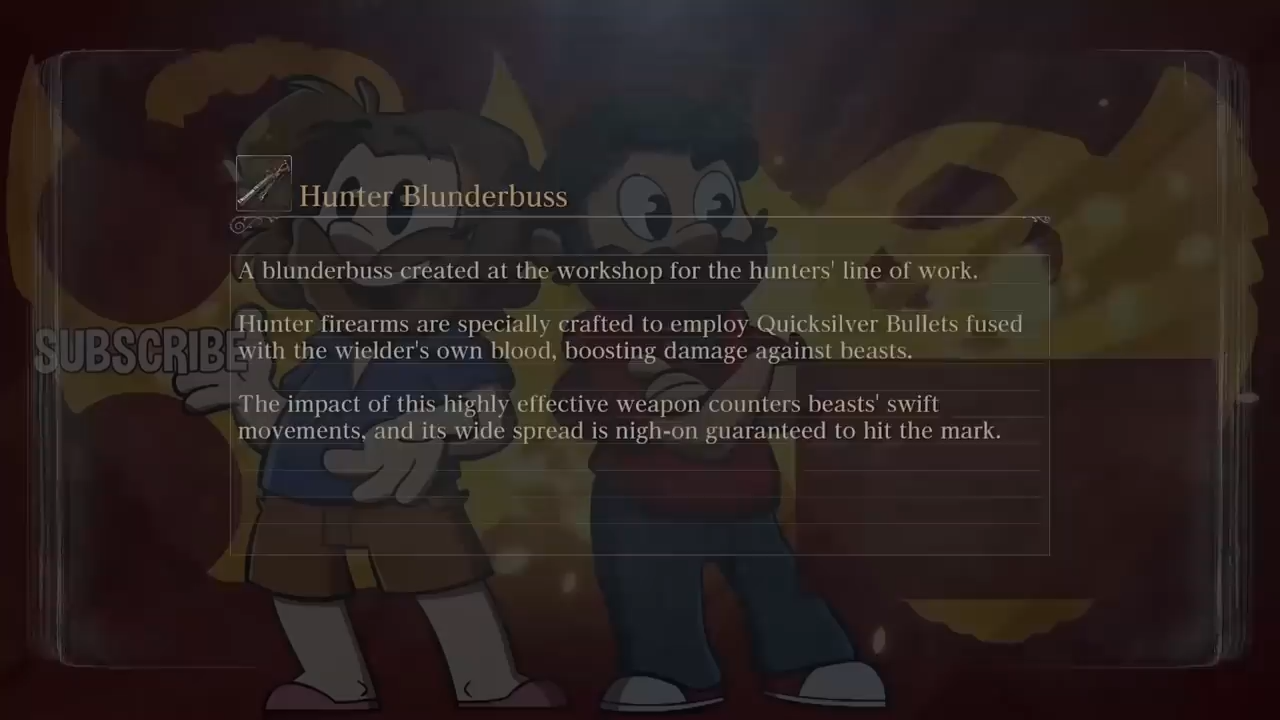 Hunter Blunderbuss
A blunderbuss created at the workshop for the hunters' line of work.
Hunter firearms are specially crafted to employ Quicksilver Bullets fused
with the wielder's own blood, boosting damage against beasts.
SUBSCRIBE
The impact of this highly effective weapon counters beasts' swift
movements, and its wide spread is nigh-on guaranteed to hit the mark.